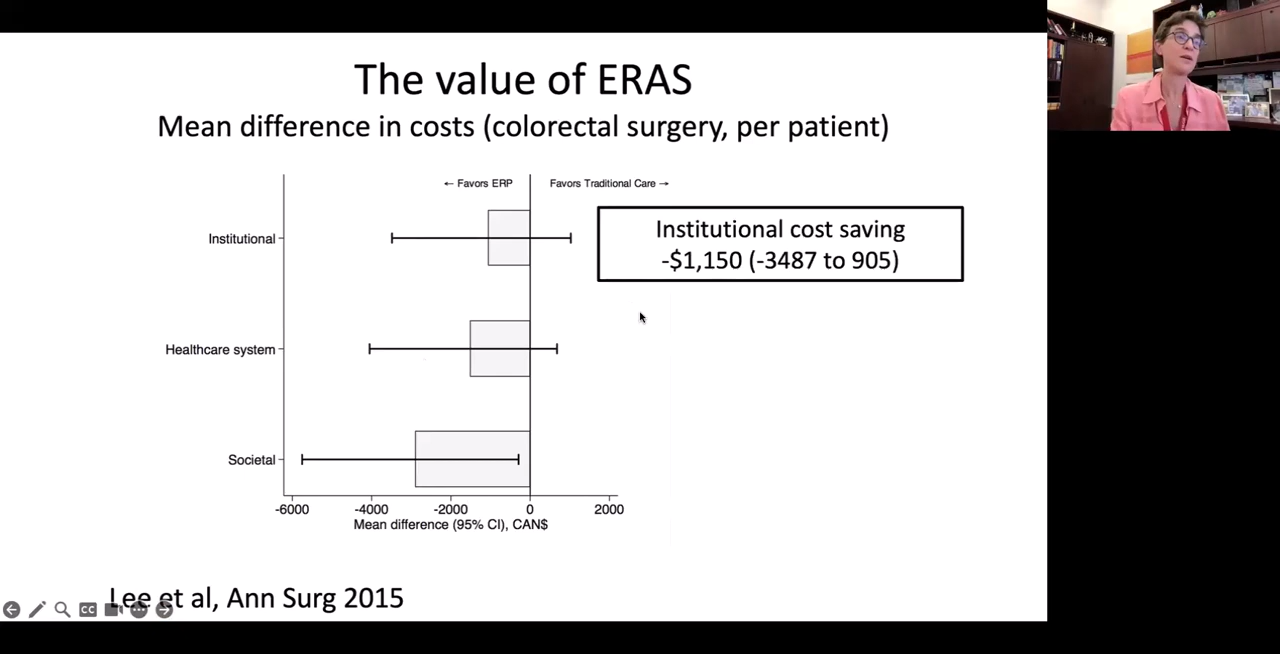 The value of ERAS
Mean difference in costs (colorectal surgery, per patient)
← Favors ERP
Favors Traditional Care →
Institutional
Institutional cost saving
-$1,150 (-3487 to 905)
Healthcare system
Societal
-6000
-4000
-2000
0
2000
Mean difference (95% CI), CAN$
Lee et al, Ann Surg 2015
CC